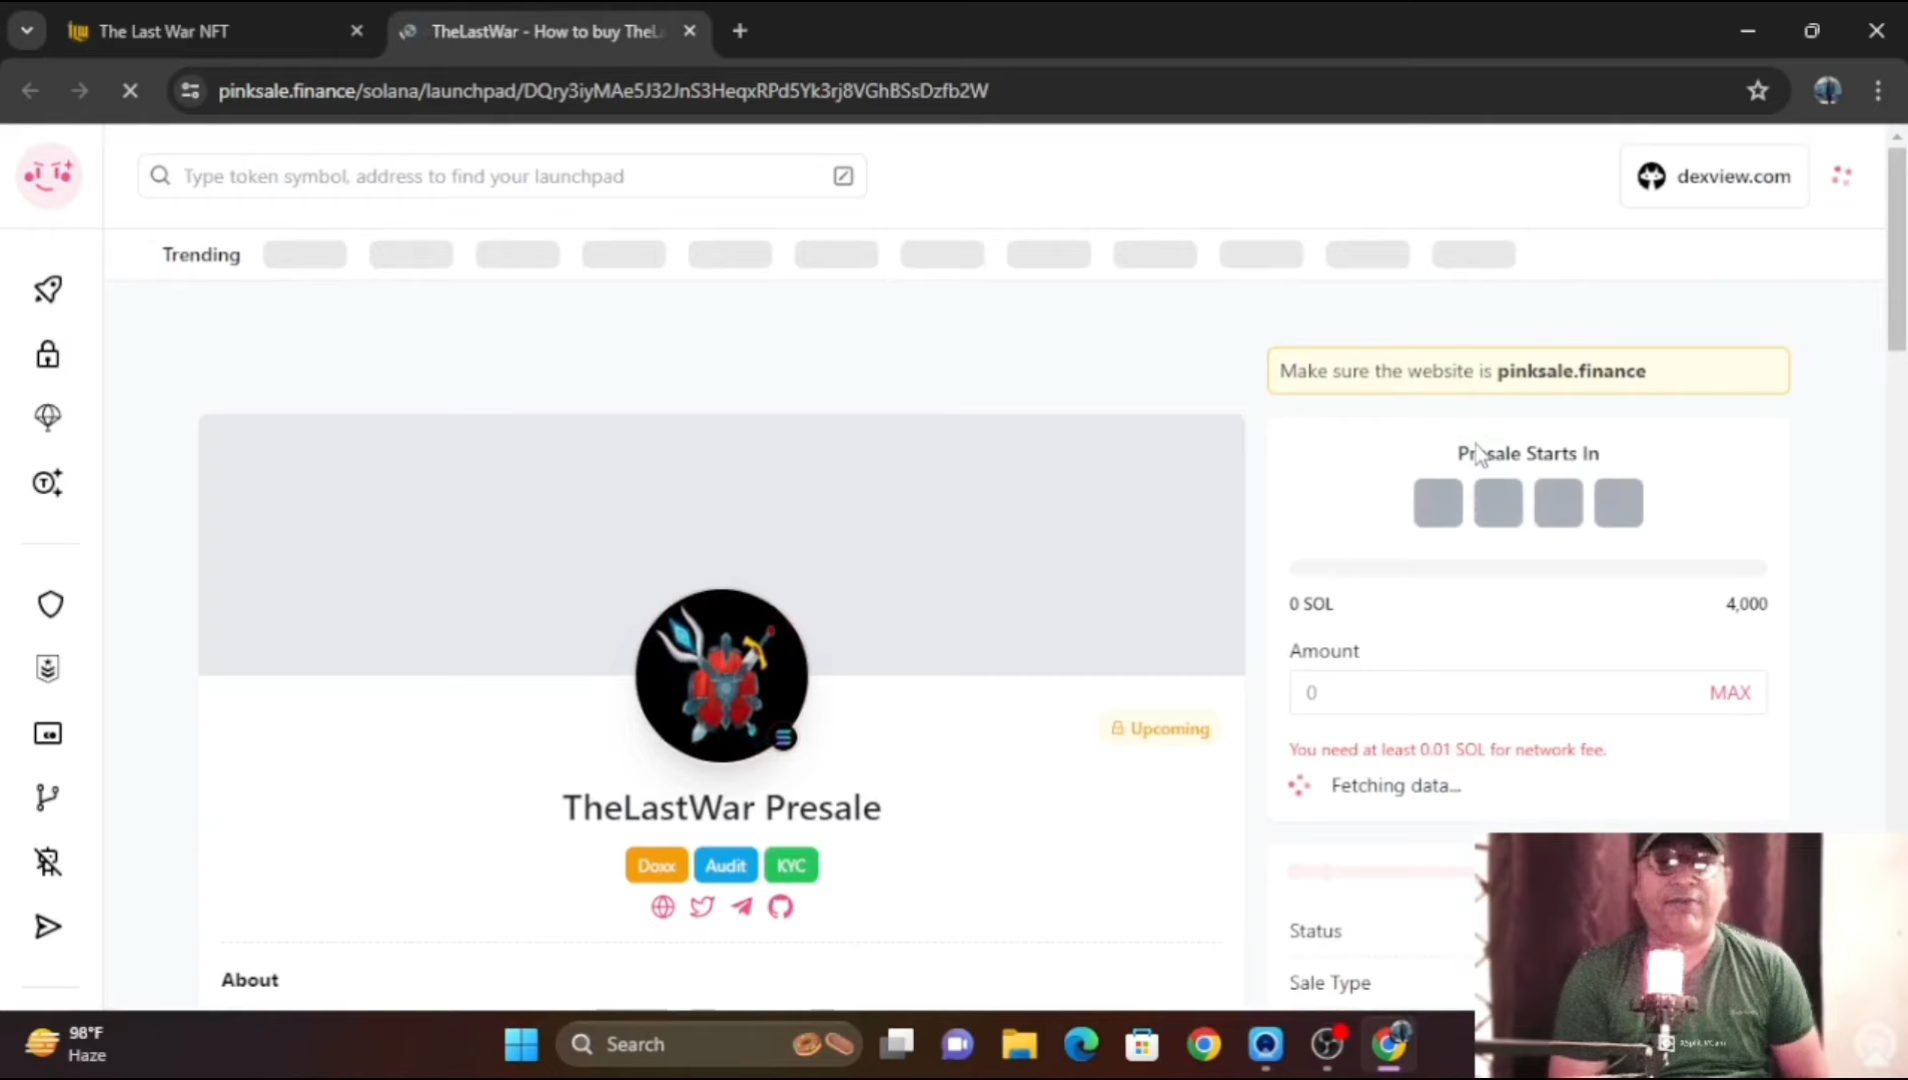 The Last War NFT
TheLastWar - How to buy TheL
pinksale.finance/solana/launchpad/DQry3iyMAe5J32JnS3HeqxRPd5Yk3rj8VGhBSsDzfb2W
Type token symbol, address to find your launchpad
dexview.com
Trending
Make sure the website is pinksale.finance
Presale Starts In
0 SOL 4,000
Amount
0 MAX
You need at least 0.01 SOL for network fee.
Fetching data...
Upcoming
TheLastWar Presale
Doxx Audit KYC
About
Status
Sale Type
98°F
Haze
Search